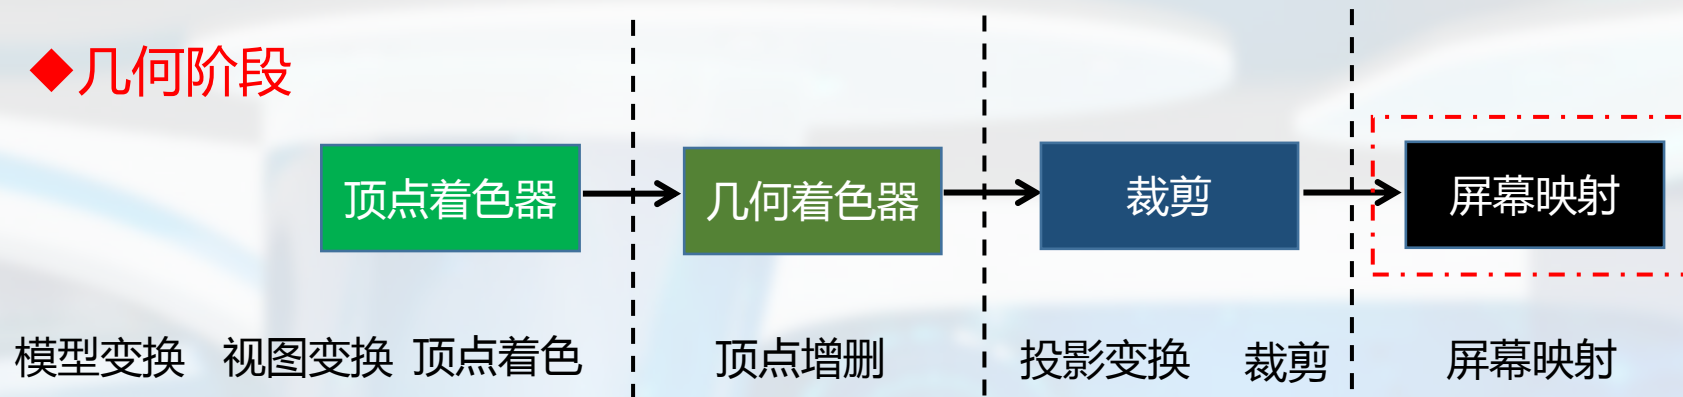 ◆几何阶段
顶点着色器
几何着色器
裁剪
屏幕映射
模型变换 视图变换 顶点着色
顶点增删
投影变换 裁剪
屏幕映射